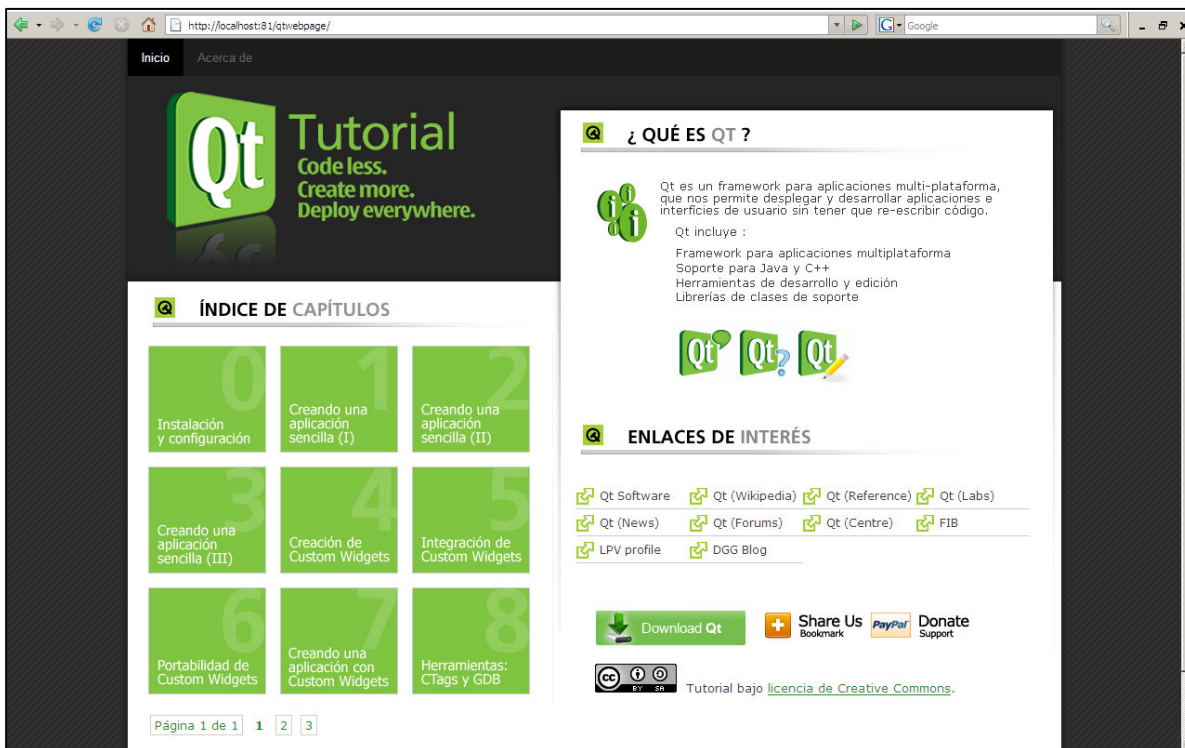 http://localhost:81/qtwebpage/
Google
Inicio
Acerca de
Qt
Tutorial
Code less.
Create more.
Deploy everywhere.
¿ QUÉ ES QT ?
Qt es un framework para aplicaciones multi-plataforma,
que nos permite desplegar y desarrollar aplicaciones e
interfícies de usuario sin tener que re-escribir código.
Qt incluye :
Framework para aplicaciones multiplataforma
Soporte para Java y C++
Herramientas de desarrollo y edición
Librerías de clases de soporte
Qt
Qt?
Qt
ÍNDICE DE CAPÍTULOS
0
Instalación
y configuración
1
Creando una
aplicación
sencilla (I)
2
Creando una
aplicación
sencilla (II)
3
Creando una
aplicación
sencilla (III)
4
Creación de
Custom Widgets
5
Integración de
Custom Widgets
6
Portabilidad de
Custom Widgets
7
Creando una
aplicación con
Custom Widgets
8
Herramientas:
CTags y GDB
Página 1 de 1 1 2 3
ENLACES DE INTERÉS
Qt Software Qt (Wikipedia) Qt (Reference) Qt (Labs)
Qt (News) Qt (Forums) Qt (Centre) FIB
LPV profile DGG Blog
Download Qt
Share Us
Bookmark
PayPal
Donate
Support
cc BY SA
Tutorial bajo licencia de Creative Commons.